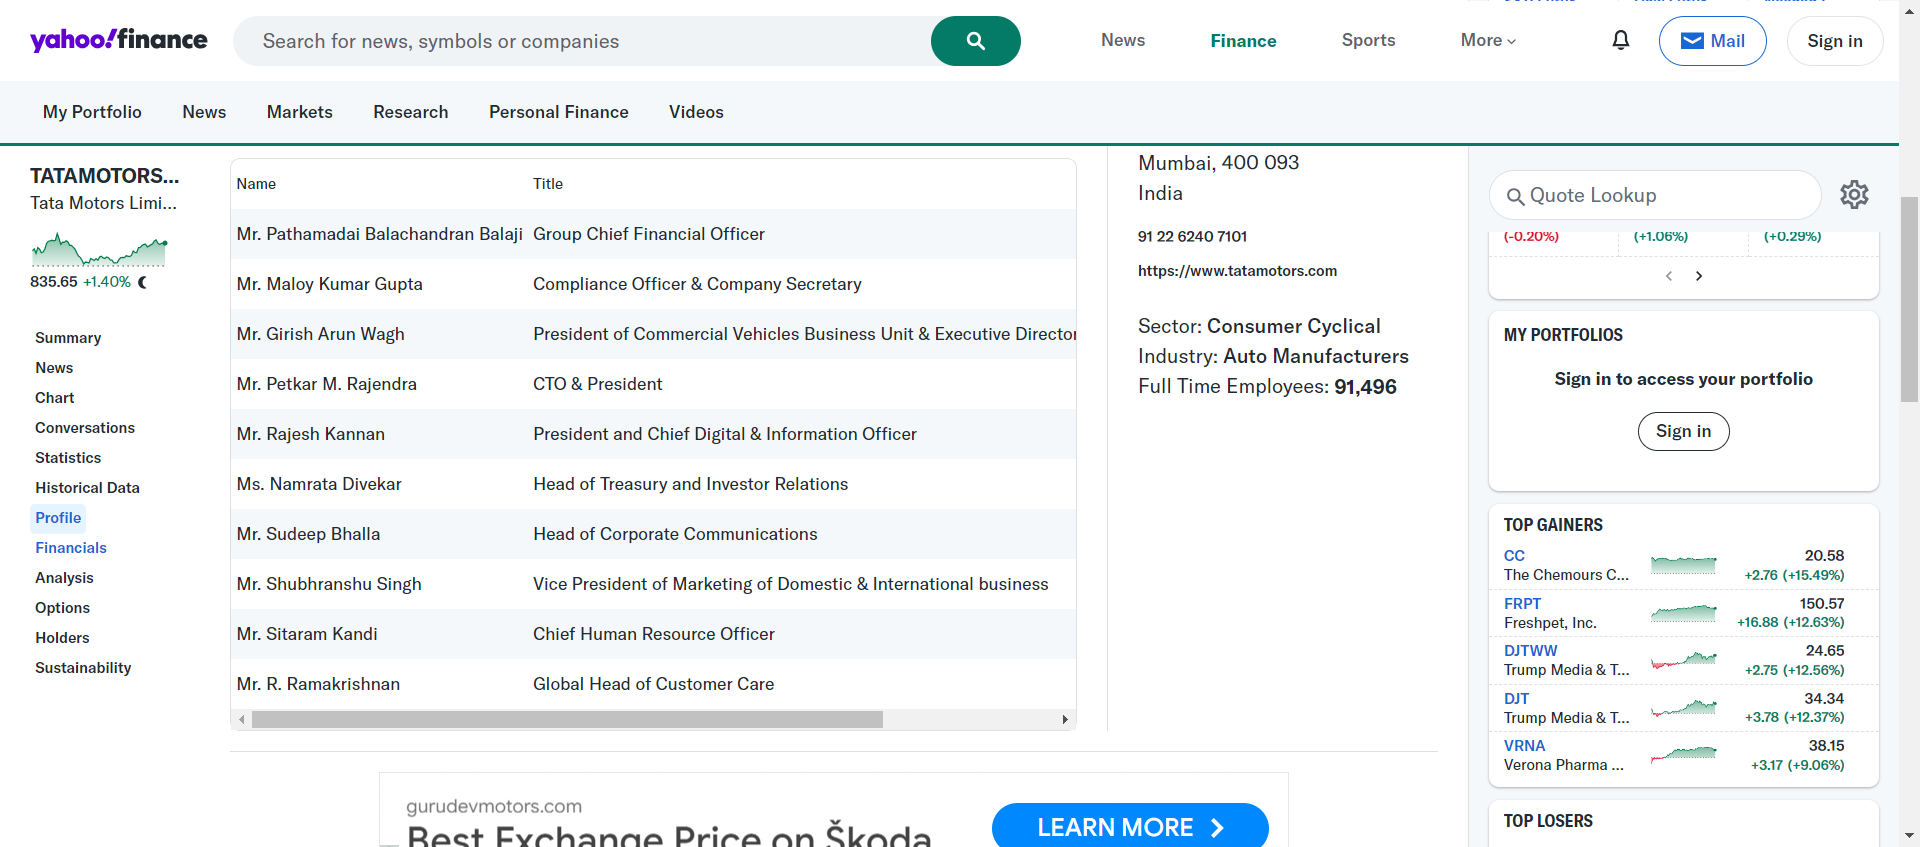 yahoo!finance
Search for news, symbols or companies
News
Finance
Sports
More
Mail
Sign in
My Portfolio
News
Markets
Research
Personal Finance
Videos
TATAMOTORS...
Tata Motors Limi...
835.65 +1.40%
Summary
News
Chart
Conversations
Statistics
Historical Data
Profile
Financials
Analysis
Options
Holders
Sustainability
Name Title
Mr. Pathamadai Balachandran Balaji Group Chief Financial Officer
Mr. Maloy Kumar Gupta Compliance Officer & Company Secretary
Mr. Girish Arun Wagh President of Commercial Vehicles Business Unit & Executive Director
Mr. Petkar M. Rajendra CTO & President
Mr. Rajesh Kannan President and Chief Digital & Information Officer
Ms. Namrata Divekar Head of Treasury and Investor Relations
Mr. Sudeep Bhalla Head of Corporate Communications
Mr. Shubhranshu Singh Vice President of Marketing of Domestic & International business
Mr. Sitaram Kandi Chief Human Resource Officer
Mr. R. Ramakrishnan Global Head of Customer Care
Mumbai, 400 093
India
91 22 6240 7101
https://www.tatamotors.com
Sector: Consumer Cyclical
Industry: Auto Manufacturers
Full Time Employees: 91,496
gurudevmotors.com
Best Exchange Price on Škoda
LEARN MORE
Quote Lookup
(-0.20%) (+1.06%) (+0.29%)
MY PORTFOLIOS
Sign in to access your portfolio
Sign in
TOP GAINERS
CC 20.58
The Chemours C... +2.76 (+15.49%)
FRPT 150.57
Freshpet, Inc. +16.88 (+12.63%)
DJTWW 24.65
Trump Media & T... +2.75 (+12.56%)
DJT 34.34
Trump Media & T... +3.78 (+12.37%)
VRNA 38.15
Verona Pharma ... +3.17 (+9.06%)
TOP LOSERS